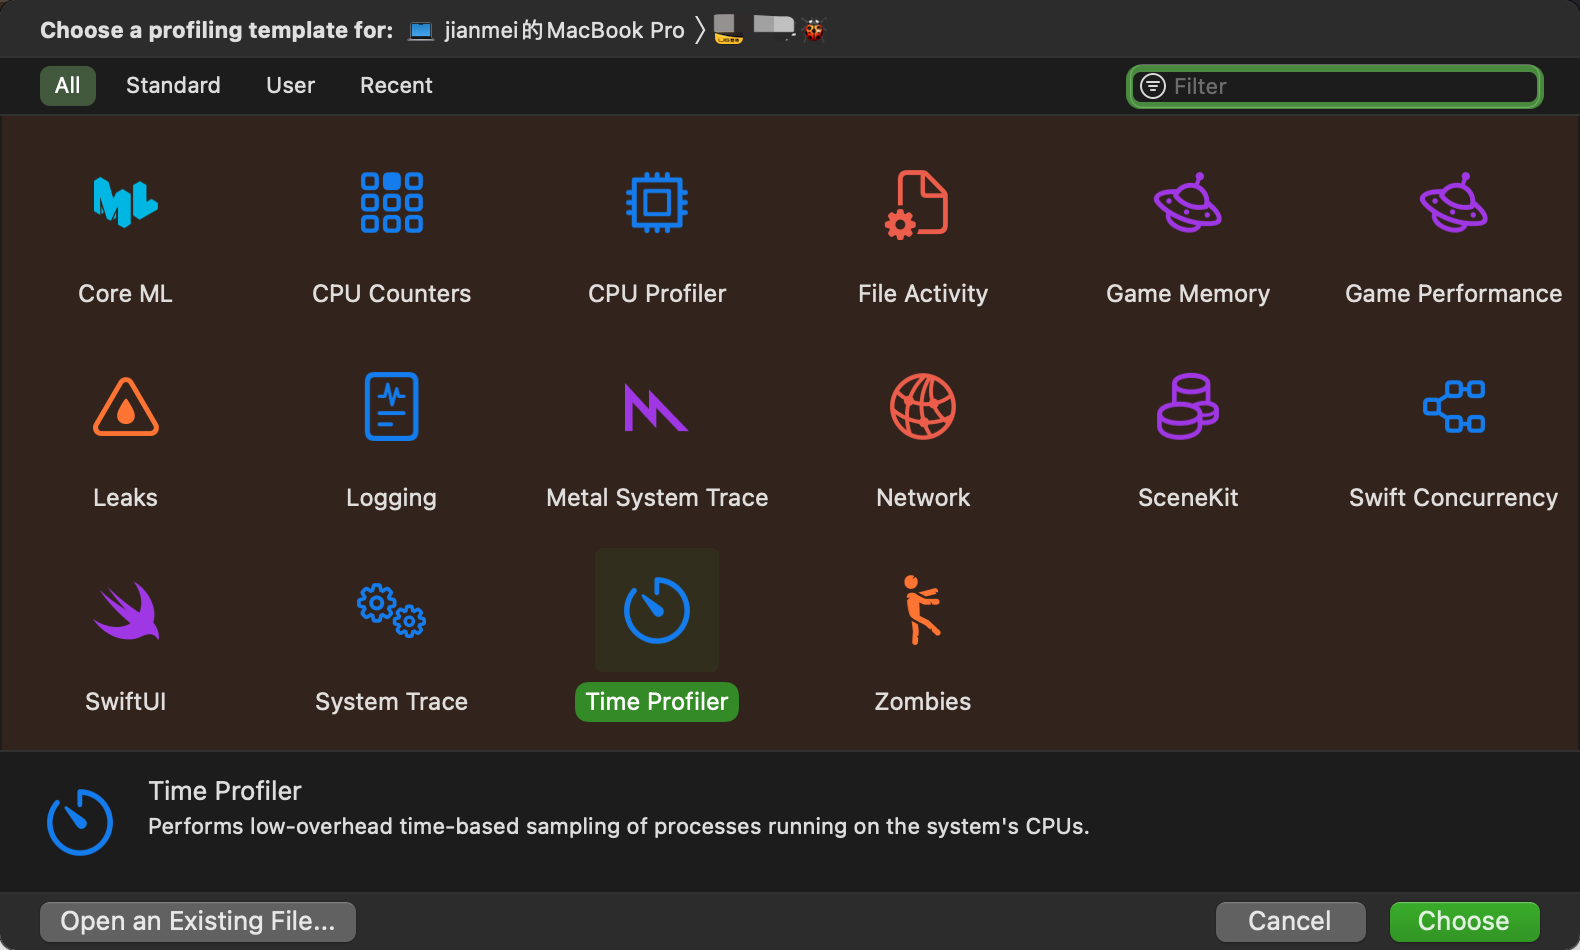 Choose a profiling template for: jianmei的MacBook Pro
All Standard User Recent Filter
Core ML CPU Counters CPU Profiler File Activity Game Memory Game Performance
Leaks Logging Metal System Trace Network SceneKit Swift Concurrency
SwiftUI System Trace Time Profiler Zombies
Time Profiler
Performs low-overhead time-based sampling of processes running on the system's CPUs.
Open an Existing File... Cancel Choose